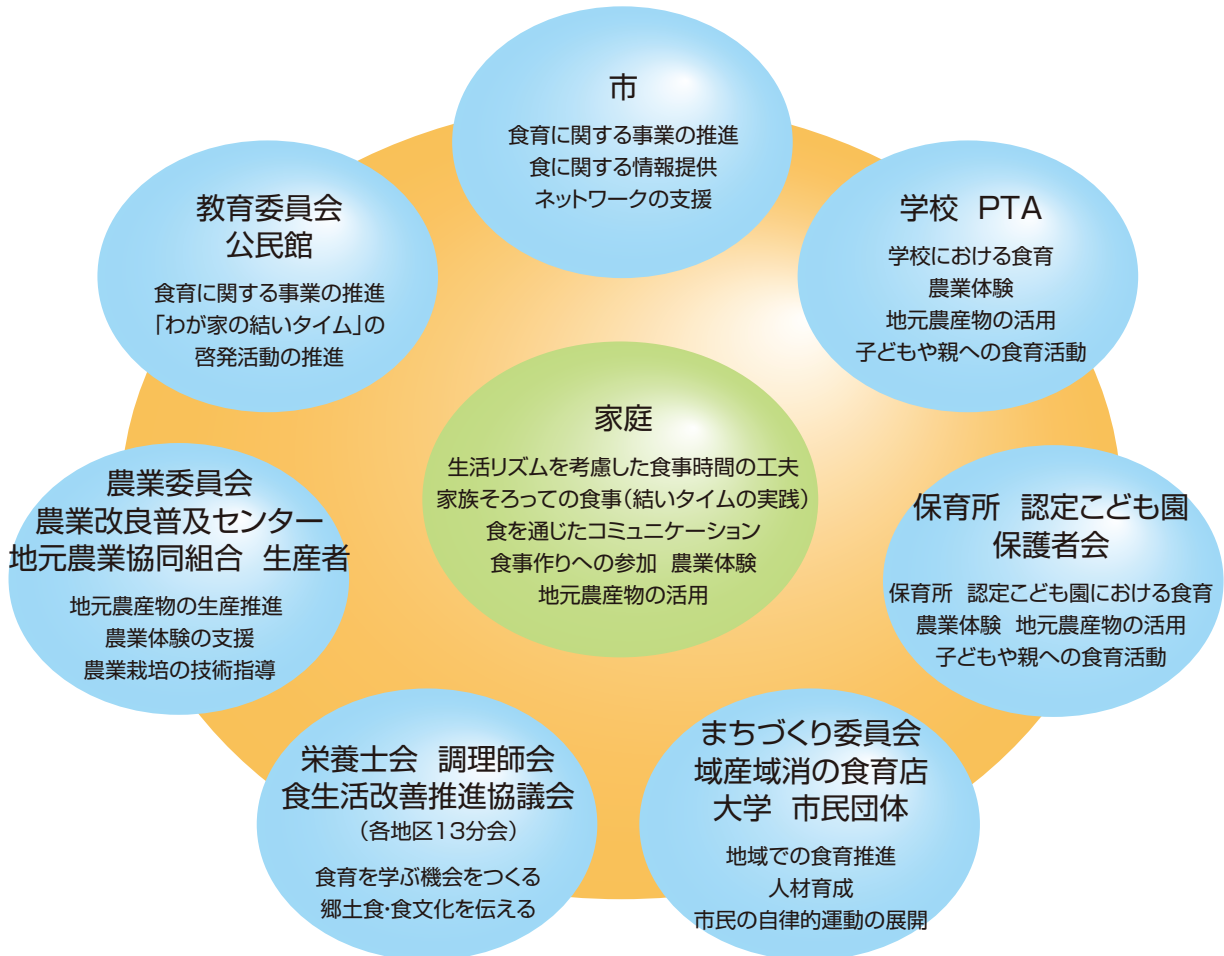 市
食育に関する事業の推進
食に関する情報提供
ネットワークの支援
教育委員会
公民館
食育に関する事業の推進
「わが家の結いタイム」の
啓発活動の推進
学校 PTA
学校における食育
農業体験
地元農産物の活用
子どもや親への食育活動
家庭
生活リズムを考慮した食事時間の工夫
家族そろっての食事(結いタイムの実践)
食を通じたコミュニケーション
食事作りへの参加 農業体験
地元農産物の活用
農業委員会
農業改良普及センター
地元農業協同組合 生産者
地元農産物の生産推進
農業体験の支援
農業栽培の技術指導
保育所 認定こども園
保護者会
保育所 認定こども園における食育
農業体験 地元農産物の活用
子どもや親への食育活動
栄養士会 調理師会
食生活改善推進協議会
(各地区13分会)
食育を学ぶ機会をつくる
郷土食・食文化を伝える
まちづくり委員会
域産域消の食育店
大学 市民団体
地域での食育推進
人材育成
市民の自律的運動の展開